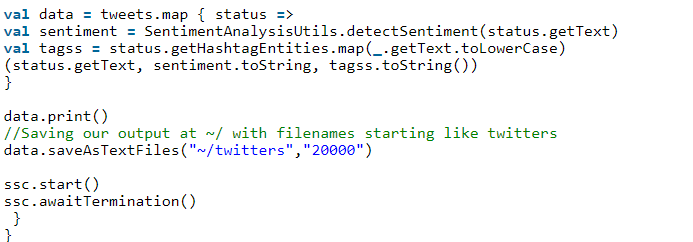 val data = tweets.map { status =>
val sentiment = SentimentAnalysisUtils.detectSentiment(status.getText)
val tagss = status.getHashtagEntities.map(_.getText.toLowerCase)
(status.getText, sentiment.toString, tagss.toString())
}
data.print()
//Saving our output at ~/ with filenames starting like twitters
data.saveAsTextFiles("~/twitters","20000")
ssc.start()
ssc.awaitTermination()
}
}